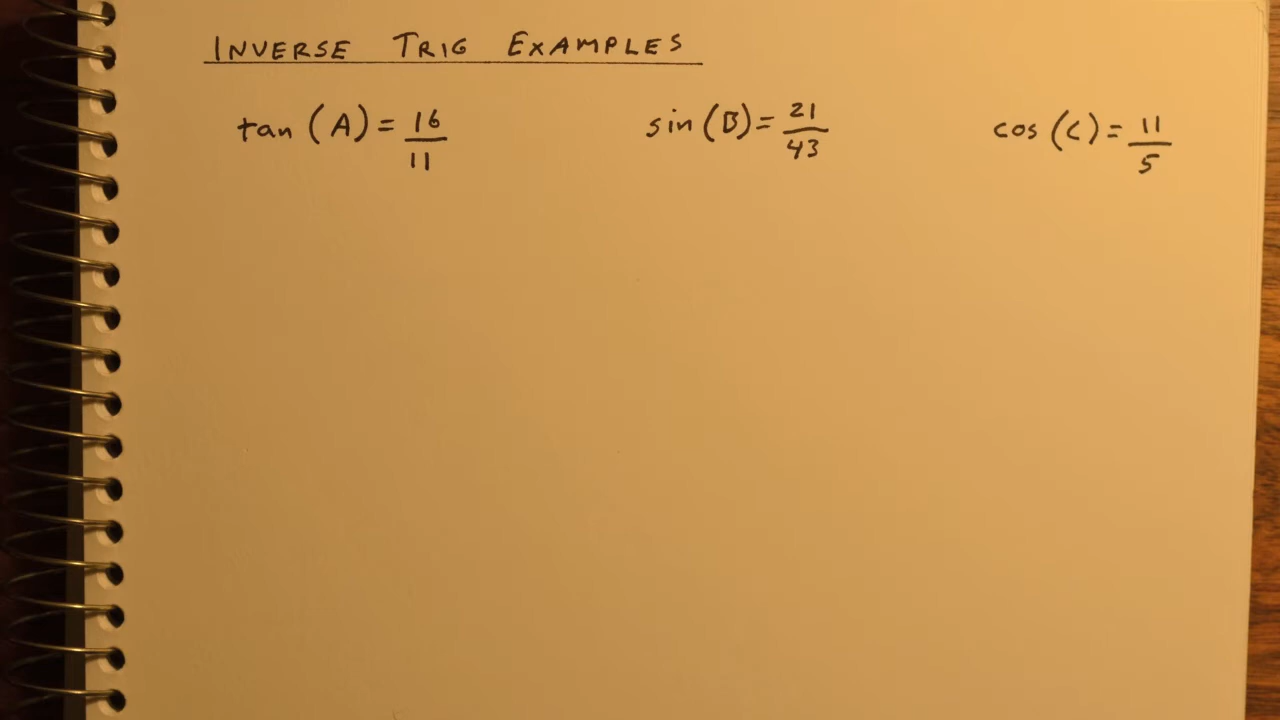 INVERSE TRIG EXAMPLES
tan (A) = 16/11 sin (B) = 21/43 cos (C) = 11/5